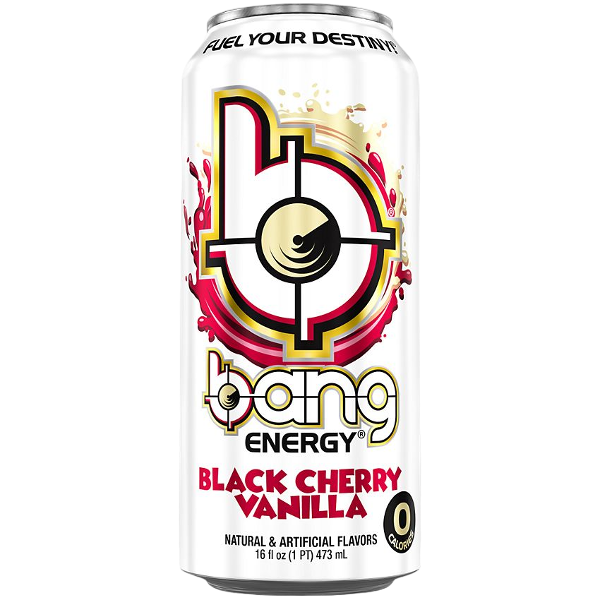 FUEL YOUR DESTINY!
b
®
bang
ENERGY®
BLACK CHERRY
VANILLA
0
CALORIES
NATURAL & ARTIFICIAL FLAVORS
16 fl oz (1 PT) 473 mL